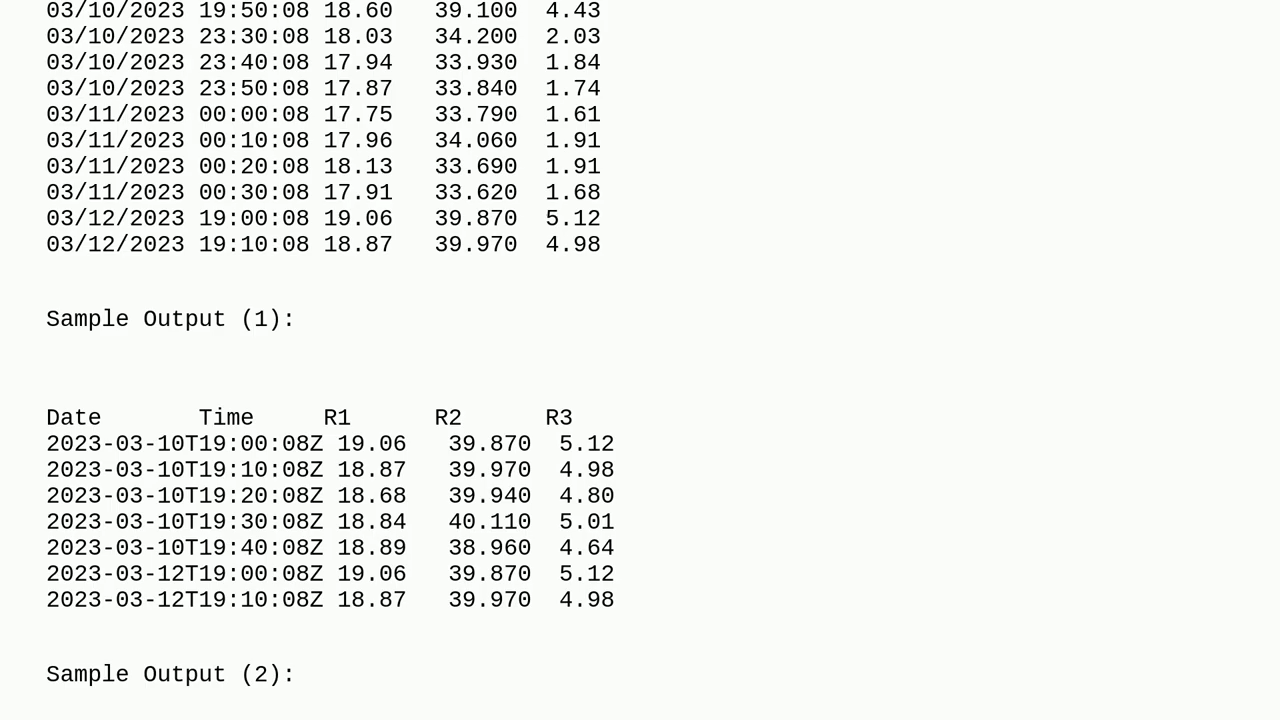 03/10/2023 19:50:08 18.60   39.100  4.43
03/10/2023 23:30:08 18.03   34.200  2.03
03/10/2023 23:40:08 17.94   33.930  1.84
03/10/2023 23:50:08 17.87   33.840  1.74
03/11/2023 00:00:08 17.75   33.790  1.61
03/11/2023 00:10:08 17.96   34.060  1.91
03/11/2023 00:20:08 18.13   33.690  1.91
03/11/2023 00:30:08 17.91   33.620  1.68
03/12/2023 19:00:08 19.06   39.870  5.12
03/12/2023 19:10:08 18.87   39.970  4.98
Sample Output (1):
Date       Time     R1      R2      R3
2023-03-10T19:00:08Z 19.06   39.870  5.12
2023-03-10T19:10:08Z 18.87   39.970  4.98
2023-03-10T19:20:08Z 18.68   39.940  4.80
2023-03-10T19:30:08Z 18.84   40.110  5.01
2023-03-10T19:40:08Z 18.89   38.960  4.64
2023-03-12T19:00:08Z 19.06   39.870  5.12
2023-03-12T19:10:08Z 18.87   39.970  4.98
Sample Output (2):